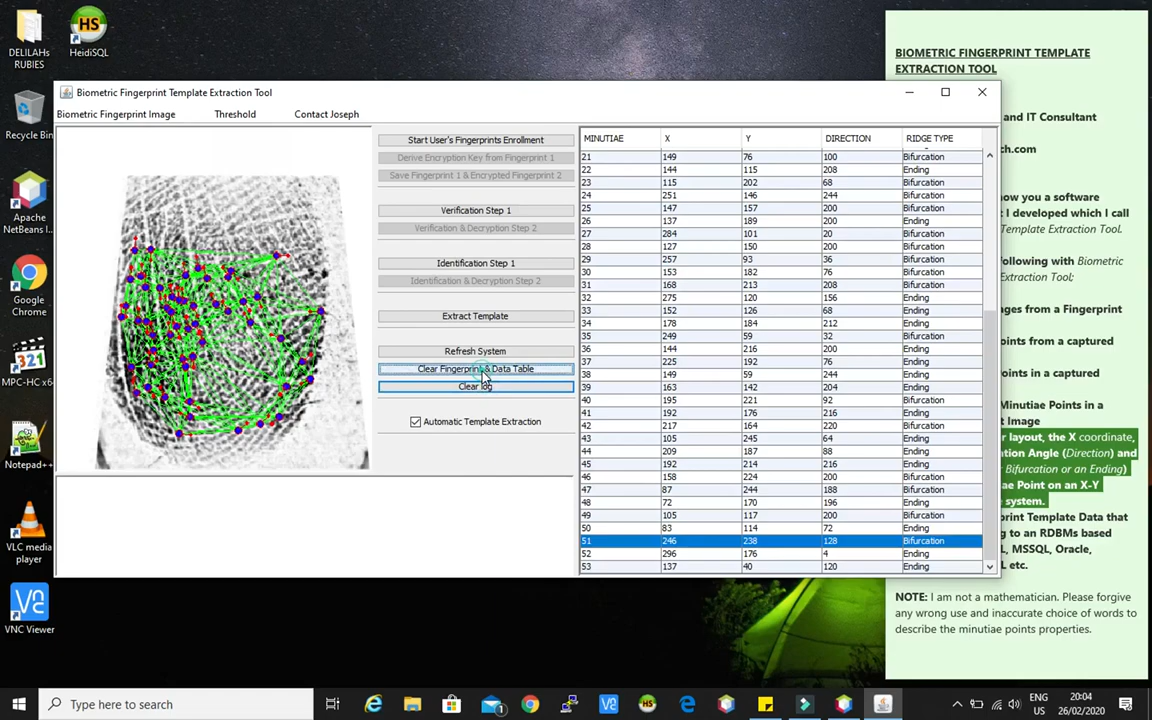 DELILAHs
RUBIES
HeidiSQL
Recycle Bin
Apache
NetBeans I...
Google
Chrome
MPC-HC x6
Notepad++
VLC media
player
VNC Viewer
Biometric Fingerprint Template Extraction Tool
Biometric Fingerprint Image Threshold Contact Joseph
Start User's Fingerprints Enrollment
Derive Encryption Key from Fingerprint 1
Save Fingerprint 1 & Encrypted Fingerprint 2
Verification Step 1
Verification & Decryption Step 2
Identification Step 1
Identification & Decryption Step 2
Extract Template
Refresh System
Clear Fingerprint & Data Table
Clear log
Automatic Template Extraction
MINUTIAE X Y DIRECTION RIDGE TYPE
21 149 76 100 Bifurcation
22 144 115 208 Ending
23 115 202 68 Bifurcation
24 251 146 244 Bifurcation
25 147 157 200 Bifurcation
26 137 189 200 Ending
27 284 101 20 Bifurcation
28 127 150 200 Bifurcation
29 257 93 36 Bifurcation
30 153 182 76 Bifurcation
31 168 213 208 Bifurcation
32 275 120 156 Ending
33 152 126 68 Ending
34 178 184 212 Ending
35 249 59 32 Bifurcation
36 144 216 200 Ending
37 225 192 76 Ending
38 149 59 244 Ending
39 163 142 204 Ending
40 195 221 92 Bifurcation
41 192 176 216 Ending
42 217 164 220 Bifurcation
43 105 245 64 Ending
44 209 187 88 Ending
45 192 214 216 Ending
46 158 224 200 Bifurcation
47 87 244 188 Bifurcation
48 72 170 196 Ending
49 105 117 200 Bifurcation
50 83 114 72 Ending
51 246 238 128 Bifurcation
52 296 176 4 Ending
53 137 40 120 Ending
BIOMETRIC FINGERPRINT TEMPLATE
EXTRACTION TOOL
and IT Consultant
ch.com
how you a software
t I developed which I call
Template Extraction Tool.
following with Biometric
Extraction Tool;
ges from a Fingerprint
oints from a captured
oints in a captured
Minutiae Points in a
t Image
r layout, the X coordinate,
tion Angle (Direction) and
Bifurcation or an Ending)
ae Point on an X-Y
e system.
print Template Data that
g to an RDBMs based
L, MSSQL, Oracle,
L etc.
NOTE: I am not a mathematician. Please forgive
any wrong use and inaccurate choice of words to
describe the minutiae points properties.
Type here to search
ENG
US
20:04
26/02/2020